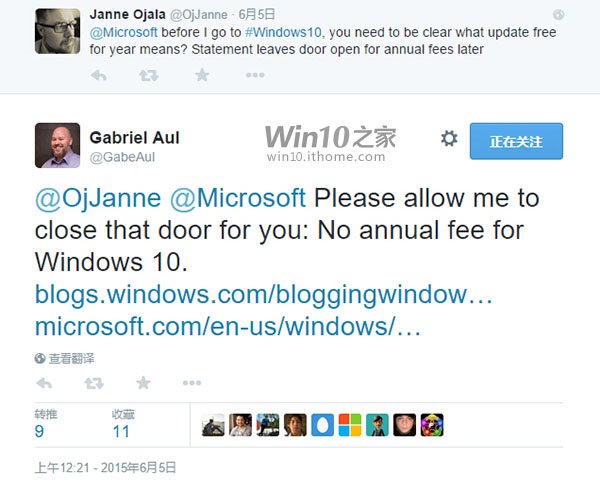 Janne Ojala @OjJanne · 6月5日
@Microsoft before I go to #Windows10, you need to be clear what update free
for year means? Statement leaves door open for annual fees later
Gabriel Aul
@GabeAul
Win10之家
win10.ithome.com
正在关注
@OjJanne @Microsoft Please allow me to
close that door for you: No annual fee for
Windows 10.
blogs.windows.com/bloggingwindow…
microsoft.com/en-us/windows/…
查看翻译
转推 收藏
9 11
上午12:21 - 2015年6月5日